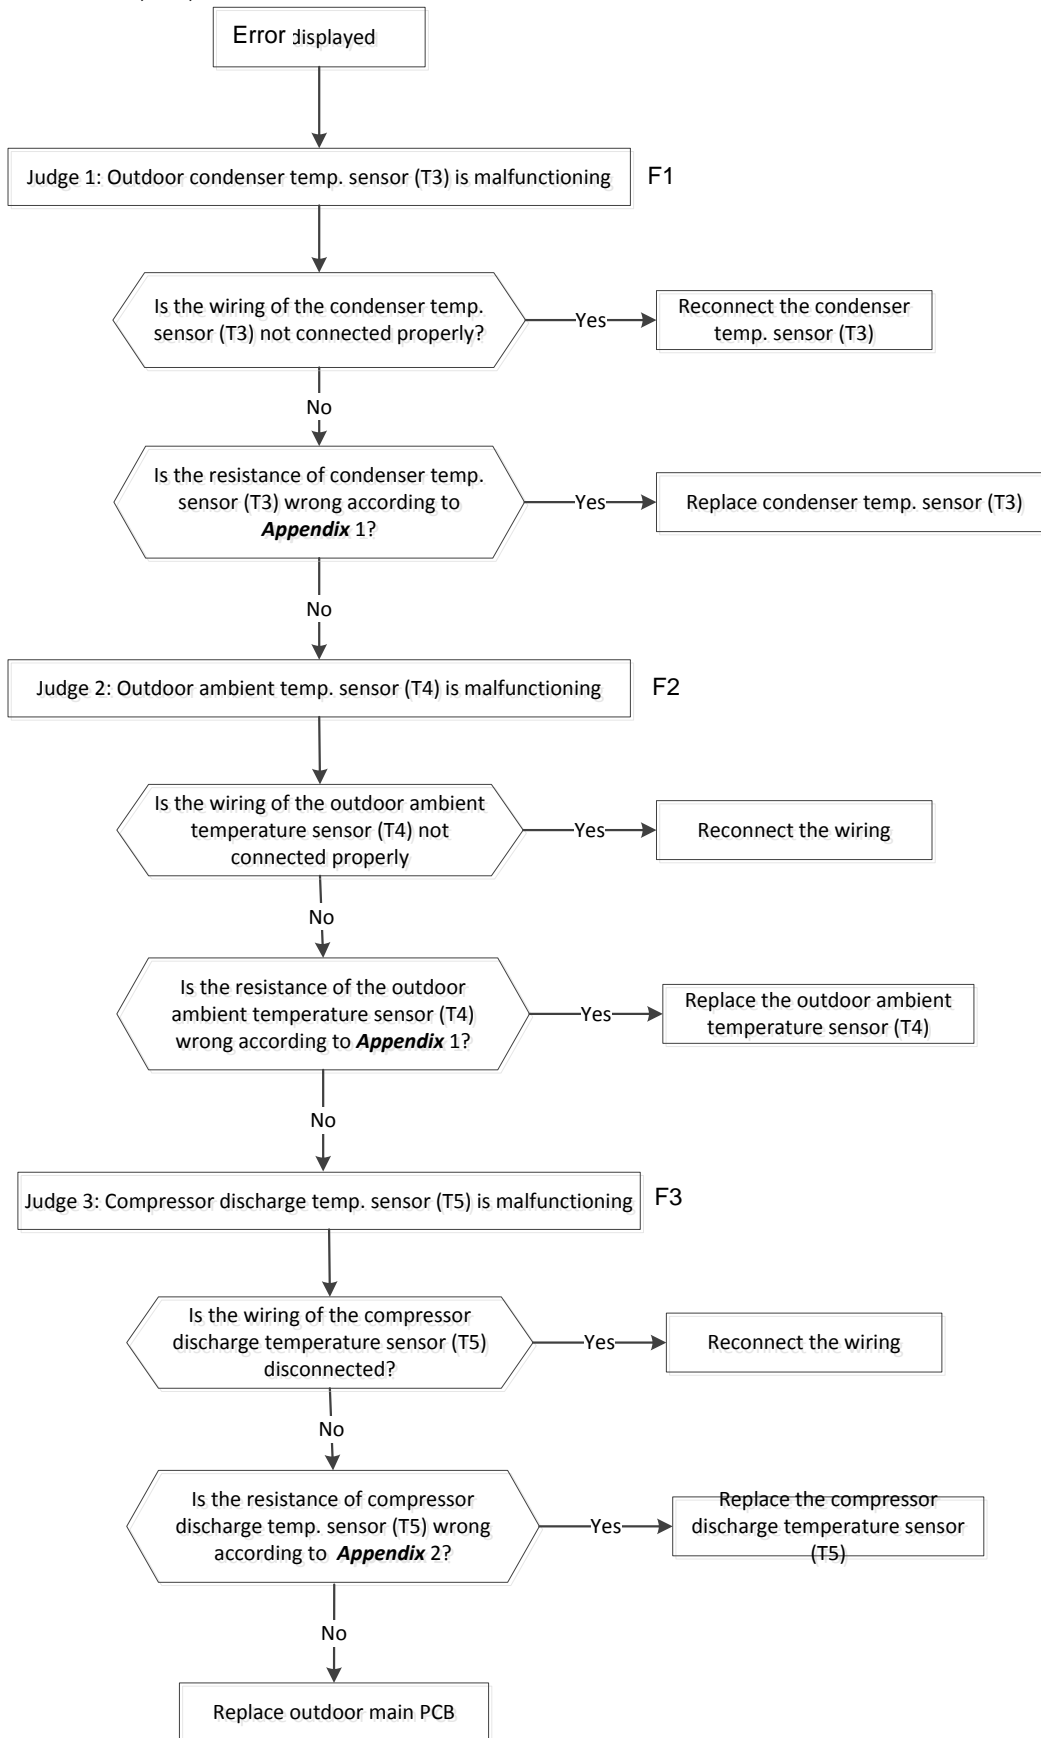 Error displayed
Judge 1: Outdoor condenser temp. sensor (T3) is malfunctioning
F1
Is the wiring of the condenser temp.
sensor (T3) not connected properly?
Yes
Reconnect the condenser
temp. sensor (T3)
No
Is the resistance of condenser temp.
sensor (T3) wrong according to
Appendix 1?
Yes
Replace condenser temp. sensor (T3)
No
Judge 2: Outdoor ambient temp. sensor (T4) is malfunctioning
F2
Is the wiring of the outdoor ambient
temperature sensor (T4) not
connected properly
Yes
Reconnect the wiring
No
Is the resistance of the outdoor
ambient temperature sensor (T4)
wrong according to Appendix 1?
Yes
Replace the outdoor ambient
temperature sensor (T4)
No
Judge 3: Compressor discharge temp. sensor (T5) is malfunctioning
F3
Is the wiring of the compressor
discharge temperature sensor (T5)
disconnected?
Yes
Reconnect the wiring
No
Is the resistance of compressor
discharge temp. sensor (T5) wrong
according to Appendix 2?
Yes
Replace the compressor
discharge temperature sensor
(T5)
No
Replace outdoor main PCB